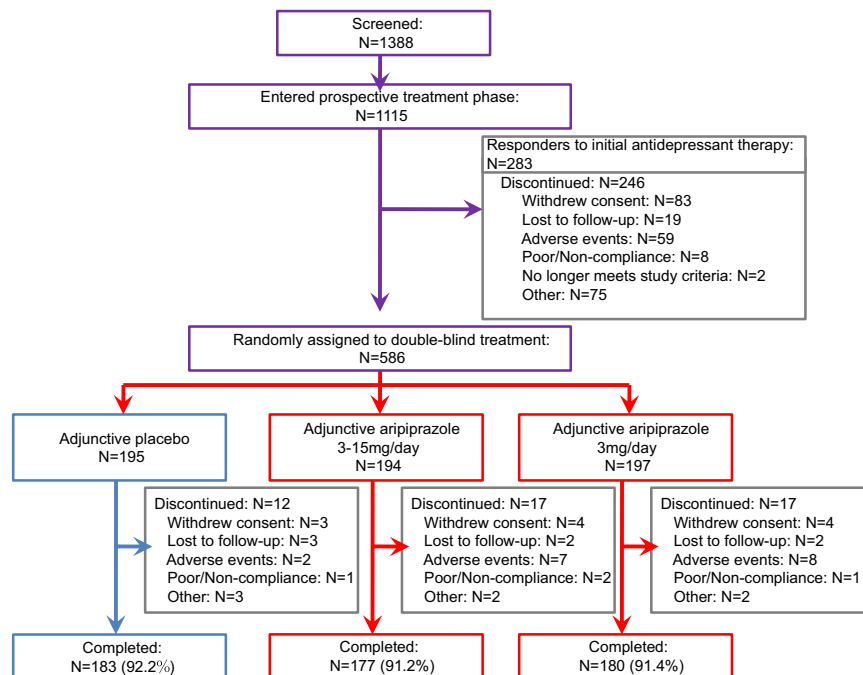 Screened:
N=1388
Entered prospective treatment phase:
N=1115
Responders to initial antidepressant therapy:
N=283
Discontinued: N=246
Withdrew consent: N=83
Lost to follow-up: N=19
Adverse events: N=59
Poor/Non-compliance: N=8
No longer meets study criteria: N=2
Other: N=75
Randomly assigned to double-blind treatment:
N=586
Adjunctive placebo
N=195
Adjunctive aripiprazole
3-15mg/day
N=194
Adjunctive aripiprazole
3mg/day
N=197
Discontinued: N=12
Withdrew consent: N=3
Lost to follow-up: N=3
Adverse events: N=2
Poor/Non-compliance: N=1
Other: N=3
Discontinued: N=17
Withdrew consent: N=4
Lost to follow-up: N=2
Adverse events: N=7
Poor/Non-compliance: N=2
Other: N=2
Discontinued: N=17
Withdrew consent: N=4
Lost to follow-up: N=2
Adverse events: N=8
Poor/Non-compliance: N=1
Other: N=2
Completed:
N=183 (92.2%)
Completed:
N=177 (91.2%)
Completed:
N=180 (91.4%)